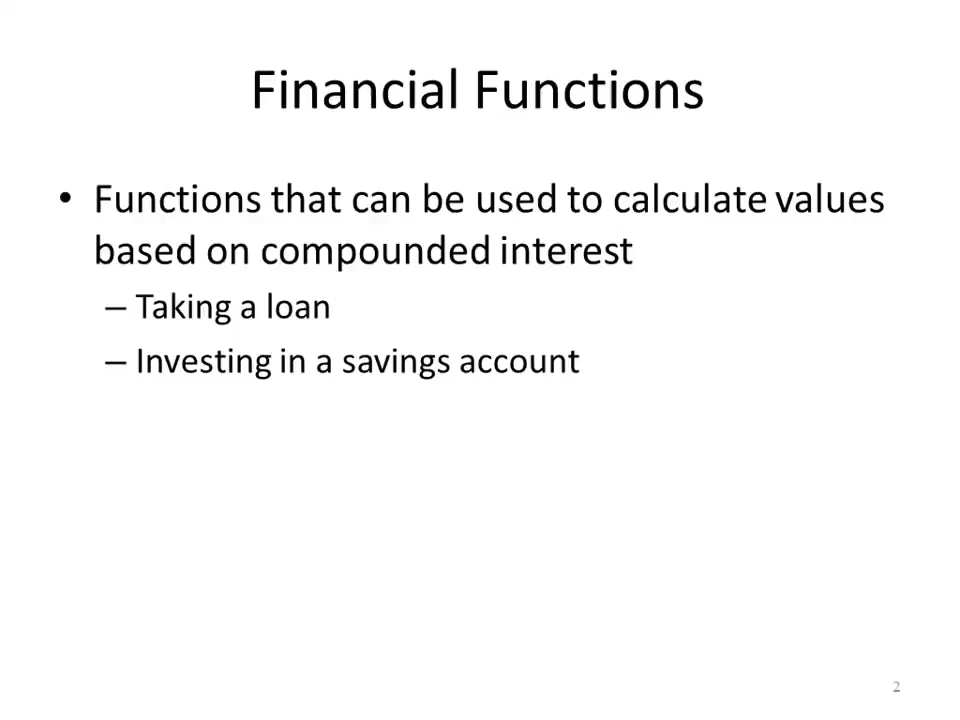 Financial Functions
• Functions that can be used to calculate values
based on compounded interest
– Taking a loan
– Investing in a savings account
2